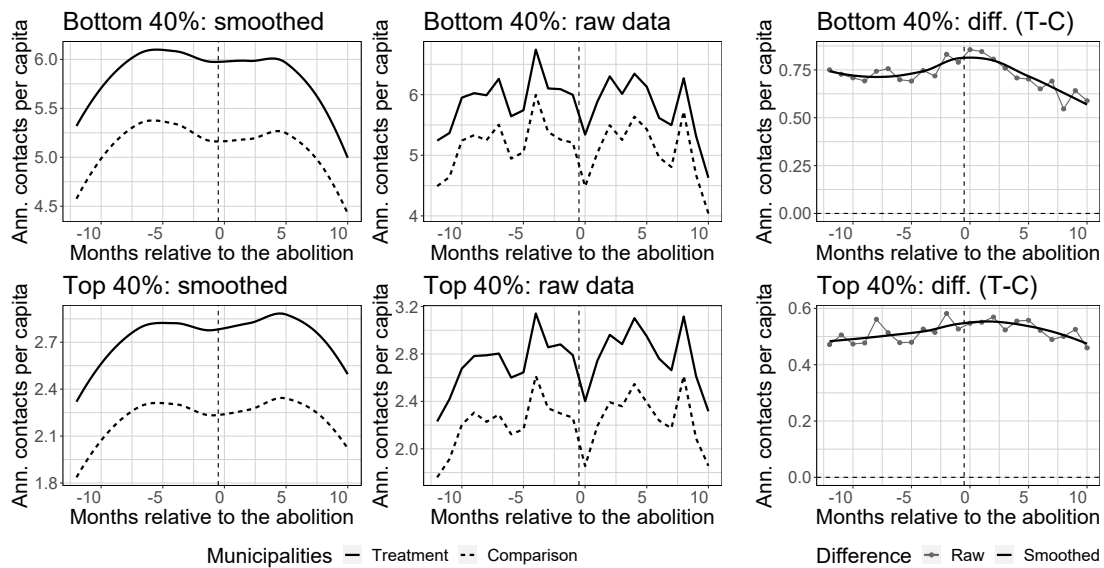 Bottom 40%: smoothed
Bottom 40%: raw data
Bottom 40%: diff. (T-C)
Ann. contacts per capita
6.0
5.5
5.0
4.5
-10 -5 0 5 10
Months relative to the abolition
Ann. contacts per capita
6
5
4
-10 -5 0 5 10
Months relative to the abolition
Ann. contacts per capita
0.75
0.50
0.25
0.00
-10 -5 0 5 10
Months relative to the abolition
Top 40%: smoothed
Top 40%: raw data
Top 40%: diff. (T-C)
Ann. contacts per capita
2.7
2.4
2.1
1.8
-10 -5 0 5 10
Months relative to the abolition
Ann. contacts per capita
3.2
2.8
2.4
2.0
-10 -5 0 5 10
Months relative to the abolition
Ann. contacts per capita
0.6
0.4
0.2
0.0
-10 -5 0 5 10
Months relative to the abolition
Municipalities Treatment Comparison
Difference Raw Smoothed